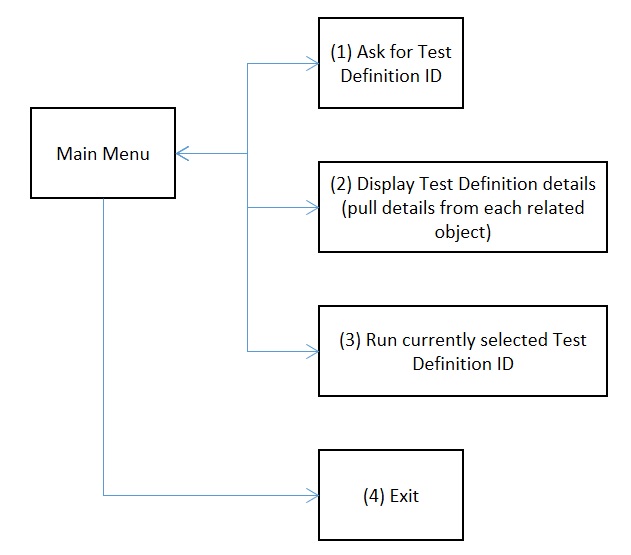 (1) Ask for Test
Definition ID
Main Menu
(2) Display Test Definition details
(pull details from each related
object)
(3) Run currently selected Test
Definition ID
(4) Exit